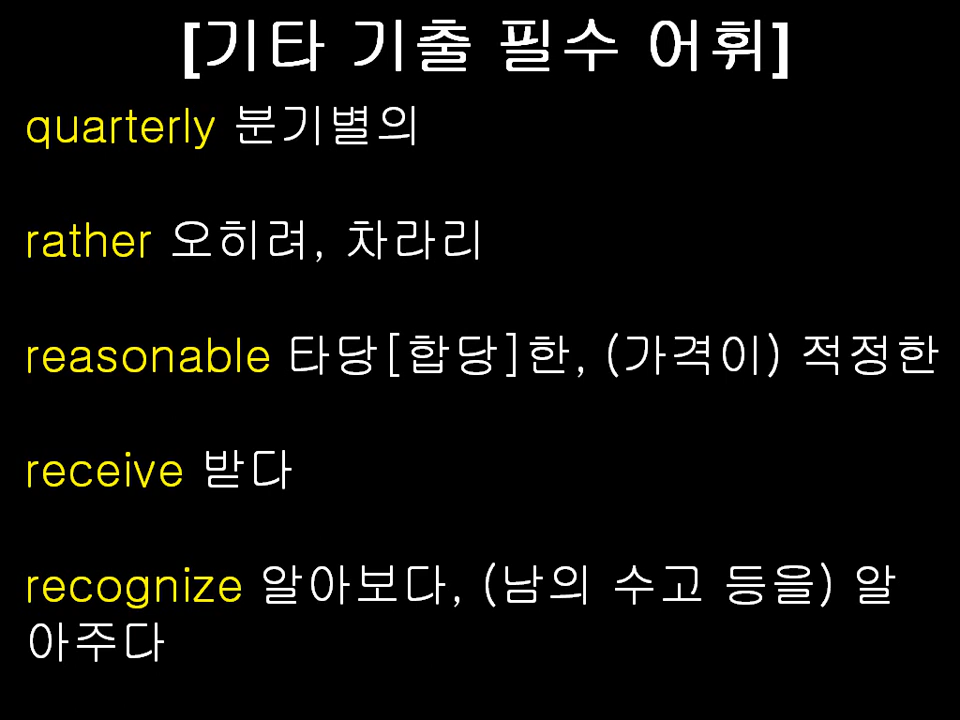 [기타 기출 필수 어휘]
quarterly 분기별의
rather 오히려, 차라리
reasonable 타당[합당]한, (가격이) 적정한
receive 받다
recognize 알아보다, (남의 수고 등을) 알
아주다